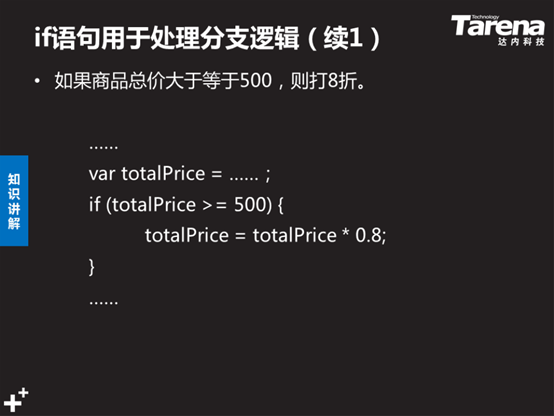 if语句用于处理分支逻辑（续1）
Technology
Tarena
达内科技
• 如果商品总价大于等于500，则打8折。
……
var totalPrice = …… ;
if (totalPrice >= 500) {
totalPrice = totalPrice * 0.8;
}
……
知识讲解
++